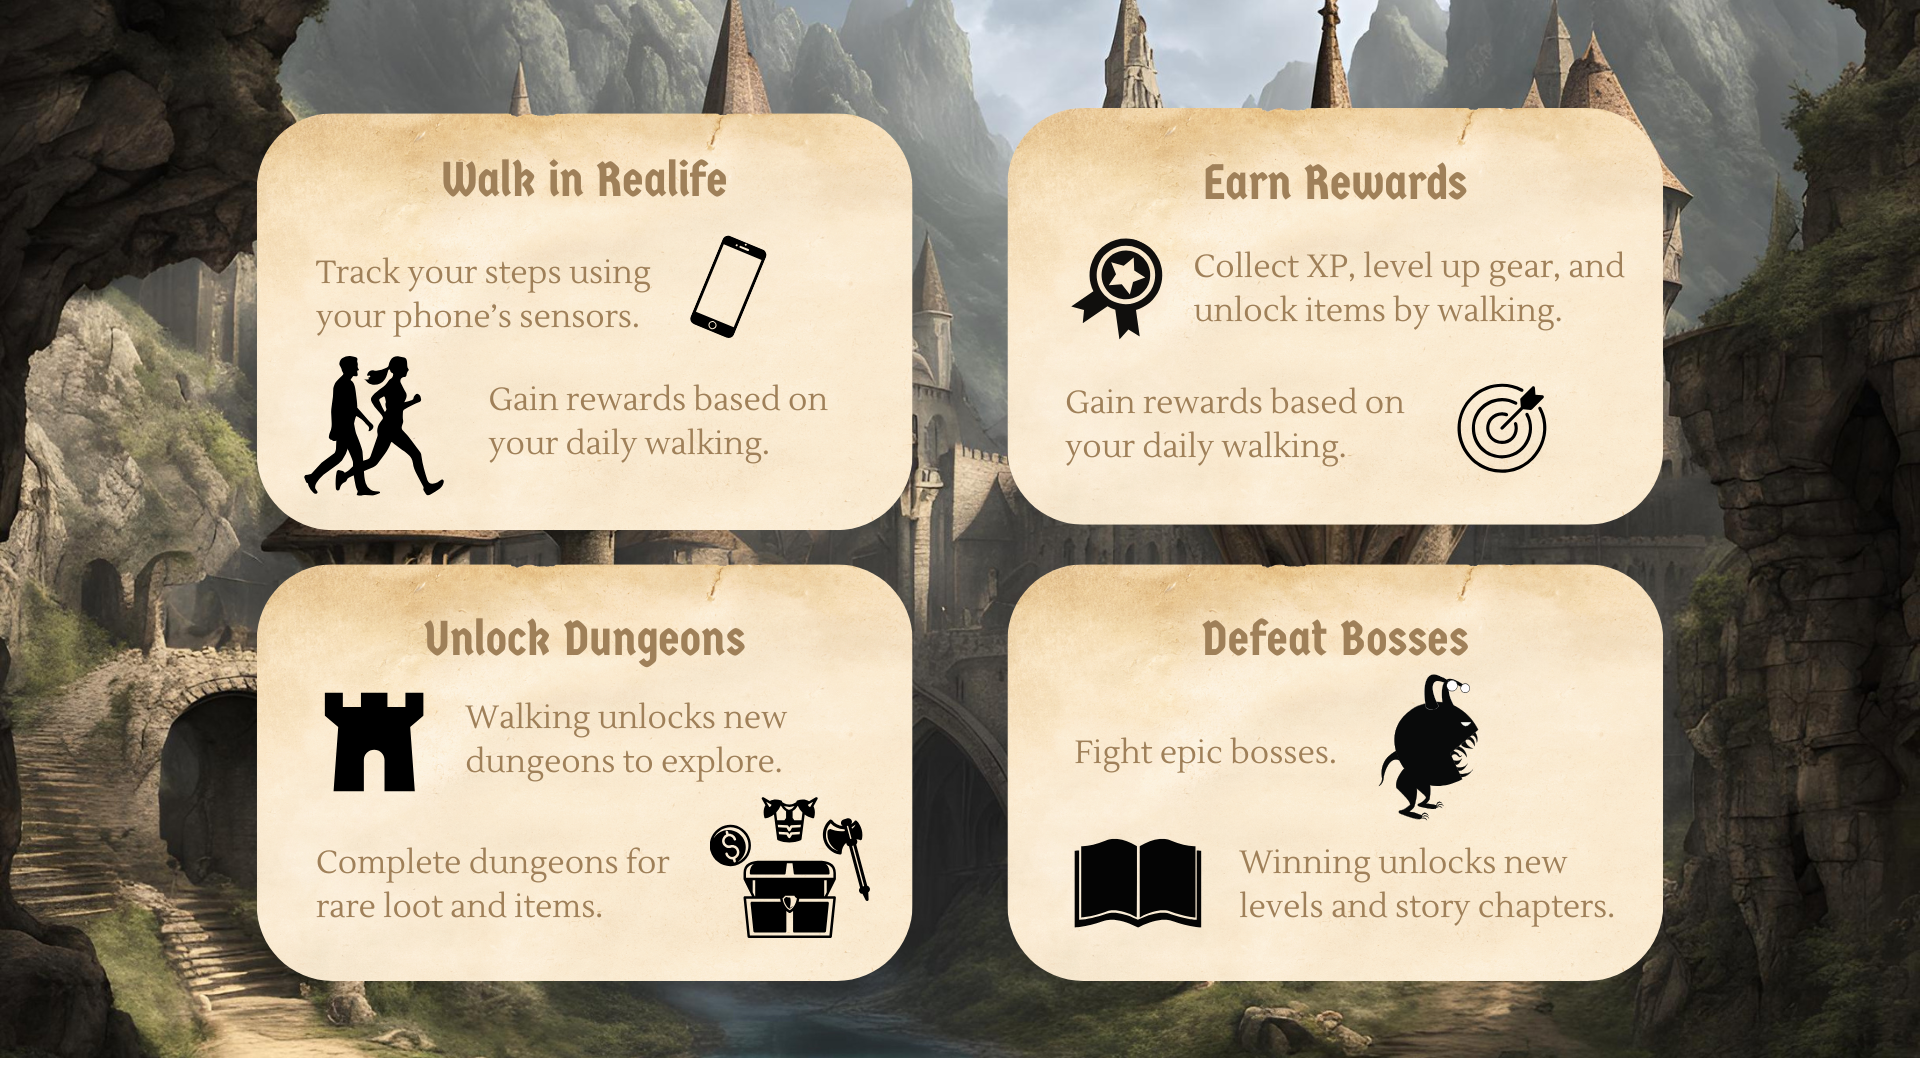 Walk in Realife
Track your steps using
your phone’s sensors.
Gain rewards based on
your daily walking.
Earn Rewards
Collect XP, level up gear, and
unlock items by walking.
Gain rewards based on
your daily walking.
Unlock Dungeons
Walking unlocks new
dungeons to explore.
Complete dungeons for
rare loot and items.
Defeat Bosses
Fight epic bosses.
Winning unlocks new
levels and story chapters.